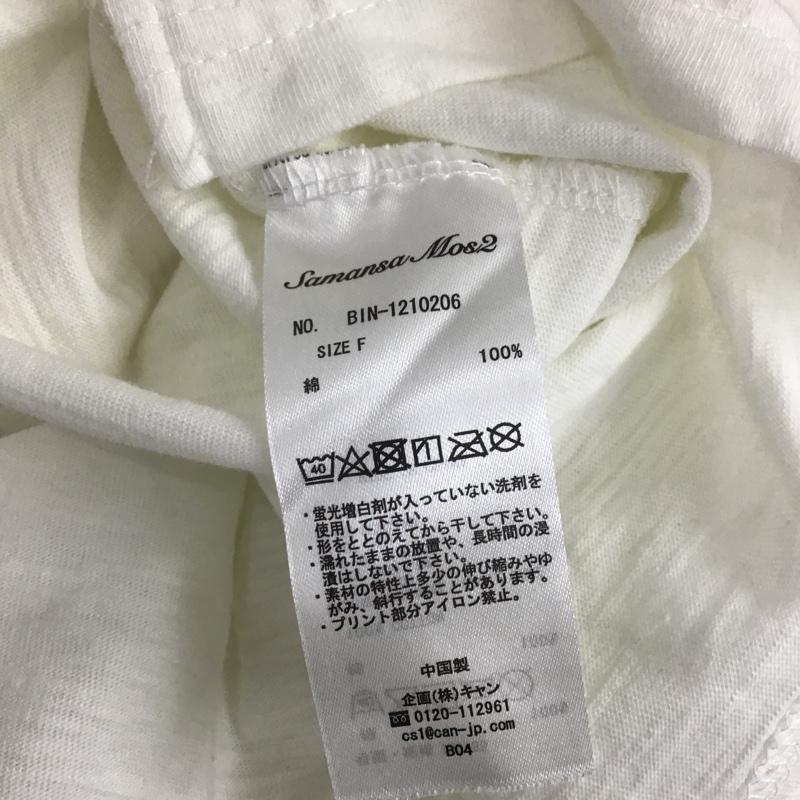 Samansa Mos2
NO. BIN-1210206
SIZE F
綿 100%
40
・蛍光増白剤が入っていない洗剤を
使用して下さい。
・形をととのえてから干して下さい。
・濡れたままの放置や、長時間の浸
漬はしないで下さい。
・素材の特性上多少の伸び縮みやゆ
がみ、斜行することがあります。
・プリント部分アイロン禁止。
中国製
企画(株)キャン
0120-112961
cs1@can-jp.com
B04